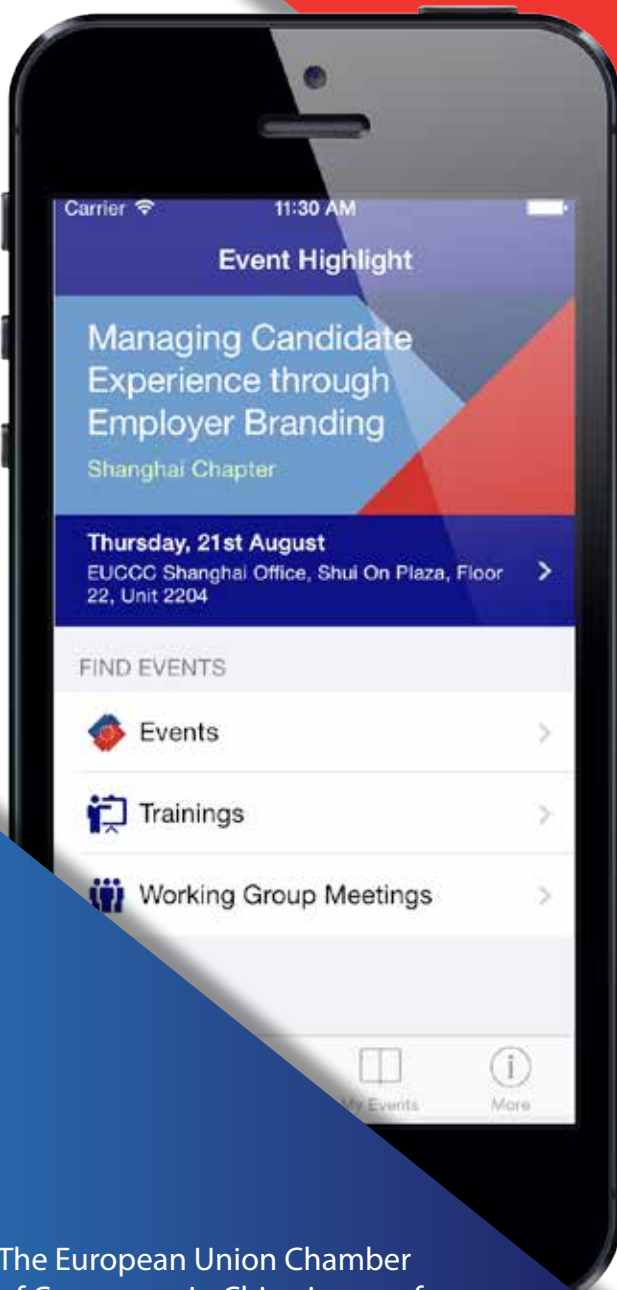 Carrier 11:30 AM
Event Highlight
Managing Candidate
Experience through
Employer Branding
Shanghai Chapter
Thursday, 21st August
EUCCC Shanghai Office, Shui On Plaza, Floor
22, Unit 2204
FIND EVENTS
Events
Trainings
Working Group Meetings
My Events
More
The European Union Chamber